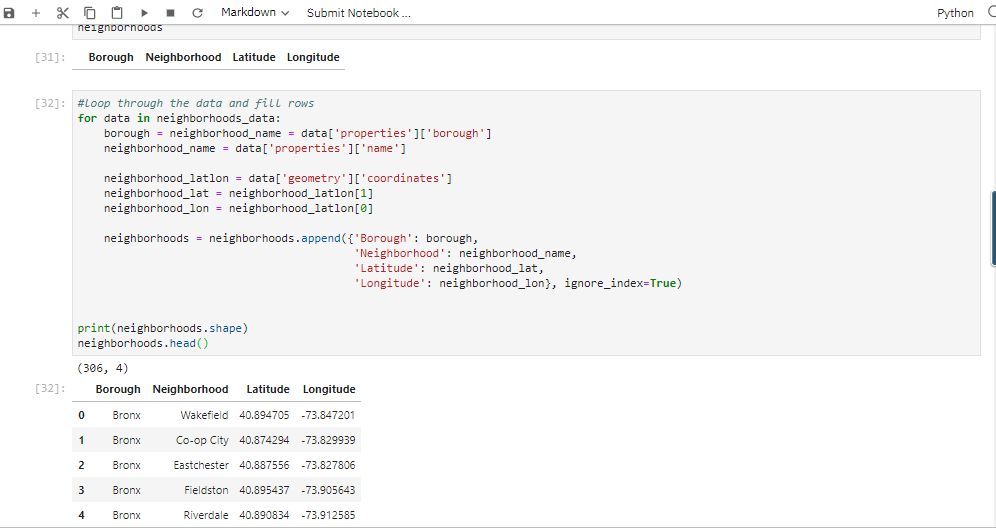 Markdown Submit Notebook ... Python
neighborhoods
[31]: Borough Neighborhood Latitude Longitude
[32]: #loop through the data and fill rows
for data in neighborhoods_data:
    borough = neighborhood_name = data['properties']['borough']
    neighborhood_name = data['properties']['name']
    neighborhood_latlon = data['geometry']['coordinates']
    neighborhood_lat = neighborhood_latlon[1]
    neighborhood_lon = neighborhood_latlon[0]
    neighborhoods = neighborhoods.append({'Borough': borough,
                                          'Neighborhood': neighborhood_name,
                                          'Latitude': neighborhood_lat,
                                          'Longitude': neighborhood_lon}, ignore_index=True)
print(neighborhoods.shape)
neighborhoods.head()
(306, 4)
[32]: Borough Neighborhood Latitude Longitude
0 Bronx Wakefield 40.894705 -73.847201
1 Bronx Co-op City 40.874294 -73.829939
2 Bronx Eastchester 40.887556 -73.827806
3 Bronx Fieldston 40.895437 -73.905643
4 Bronx Riverdale 40.890834 -73.912585